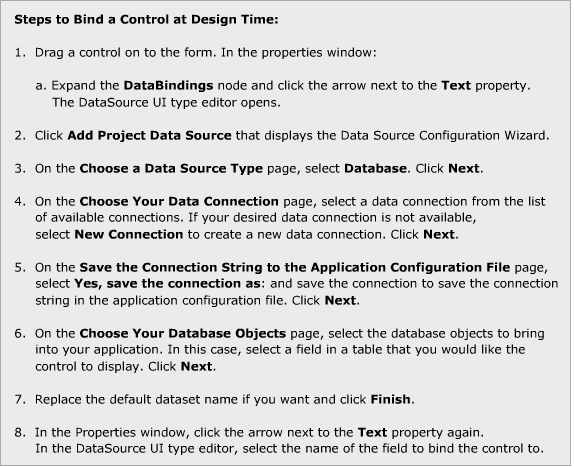 Steps to Bind a Control at Design Time:
1. Drag a control on to the form. In the properties window:
a. Expand the DataBindings node and click the arrow next to the Text property.
The DataSource UI type editor opens.
2. Click Add Project Data Source that displays the Data Source Configuration Wizard.
3. On the Choose a Data Source Type page, select Database. Click Next.
4. On the Choose Your Data Connection page, select a data connection from the list
of available connections. If your desired data connection is not available,
select New Connection to create a new data connection. Click Next.
5. On the Save the Connection String to the Application Configuration File page,
select Yes, save the connection as: and save the connection to save the connection
string in the application configuration file. Click Next.
6. On the Choose Your Database Objects page, select the database objects to bring
into your application. In this case, select a field in a table that you would like the
control to display. Click Next.
7. Replace the default dataset name if you want and click Finish.
8. In the Properties window, click the arrow next to the Text property again.
In the DataSource UI type editor, select the name of the field to bind the control to.